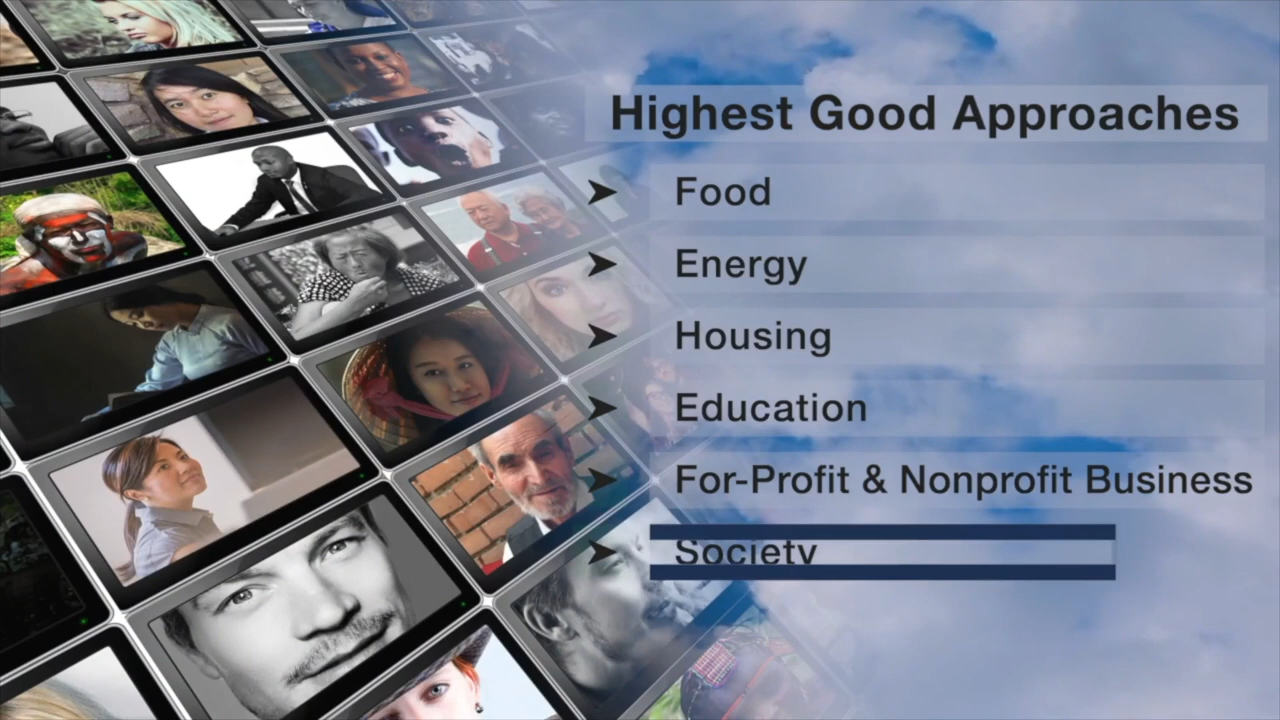 Highest Good Approaches
➤ Food
➤ Energy
➤ Housing
➤ Education
➤ For-Profit & Nonprofit Business
➤ Society